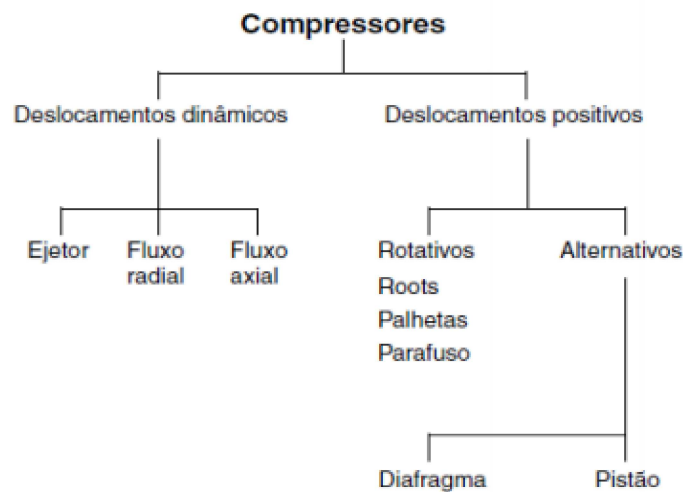 Compressores
Deslocamentos dinâmicos
Deslocamentos positivos
Ejetor
Fluxo
radial
Fluxo
axial
Rotativos
Roots
Palhetas
Parafuso
Alternativos
Diafragma
Pistão